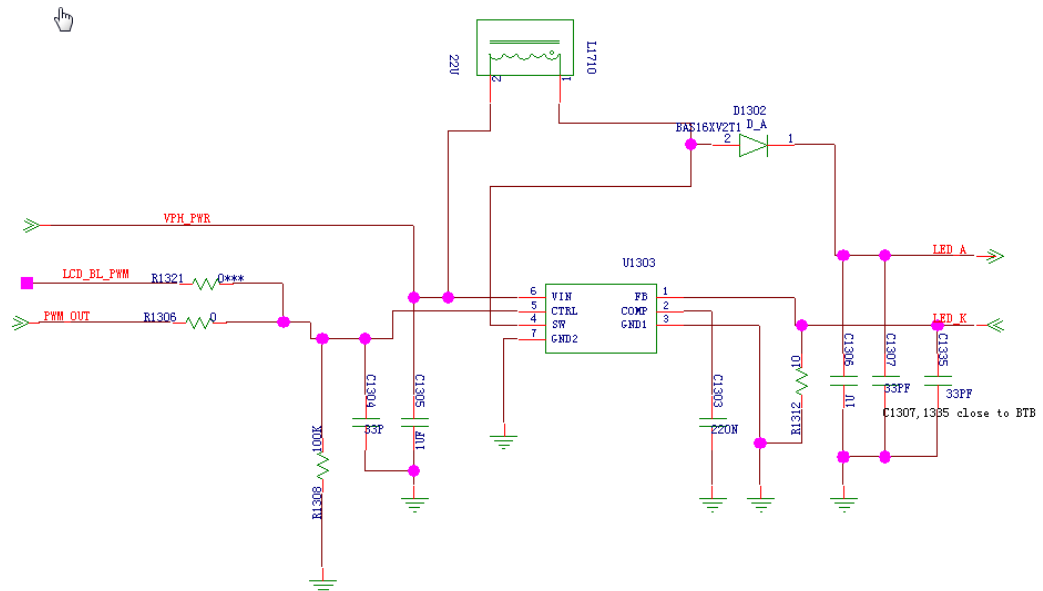 L1710
22U
2
1
D1302
BAS16XV2T1 D_A
2
1
VPH_PWR
LED_A
U1303
LCD_BL_PWM
R1321 0***
PWM_OUT
R1306 0
6 VIN FB 1
5 CTRL COMP 2
4 SW GND1 3
7 GND2
LED_K
C1304
33P
C1305
1UF
C1303
220N
10
R1312
C1306
1U
C1307
33PF
C1335
33PF
C1307,1335 close to BTB
100K
R1308